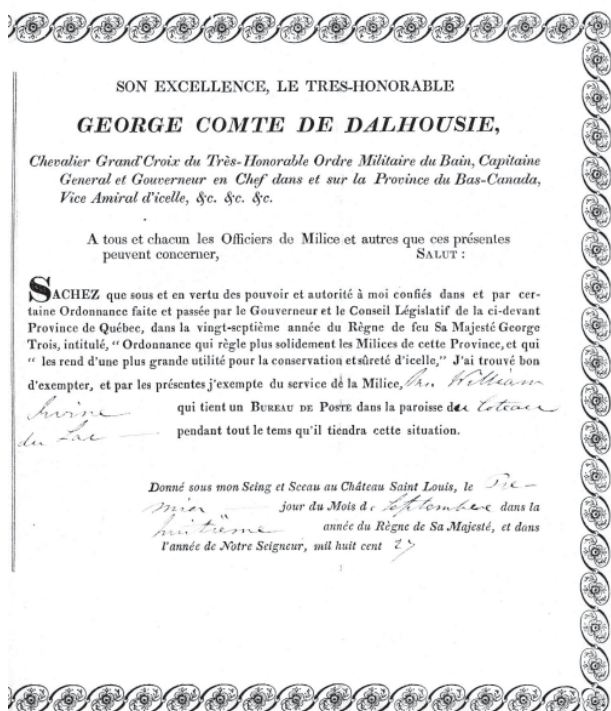 SON EXCELLENCE, LE TRES-HONORABLE
GEORGE COMTE DE DALHOUSIE,
Chevalier Grand'Croix du Très-Honorable Ordre Militaire du Bain, Capitaine
General et Gouverneur en Chef dans et sur la Province du Bas-Canada,
Vice Amiral d'icelle, &c. &c. &c.
A tous et chacun les Officiers de Milice et autres que ces présentes
peuvent concerner, SALUT :
SACHEZ que sous et en vertu des pouvoir et autorité à moi confiés dans et par cer-
taine Ordonnance faite et passée par le Gouverneur et le Conseil Législatif de la ci-devant
Province de Québec, dans la vingt-septième année du Règne de feu Sa Majesté George
Trois, intitulé, “ Ordonnance qui règle plus solidement les Milices de cette Province, et qui
“ les rend d'une plus grande utilité pour la conservation et sûreté d'icelle,” J'ai trouvé bon
d'exempter, et par les présentes j'exempte du service de la Milice, William
Irvine qui tient un BUREAU DE POSTE dans la paroisse du Coteau
du Lac pendant tout le tems qu'il tiendra cette situation.
Donné sous mon Seing et Sceau au Château Saint Louis, le Pre-
mier jour du Mois de Septembre dans la
huitième année du Règne de Sa Majesté, et dans
l'année de Notre Seigneur, mil huit cent 27